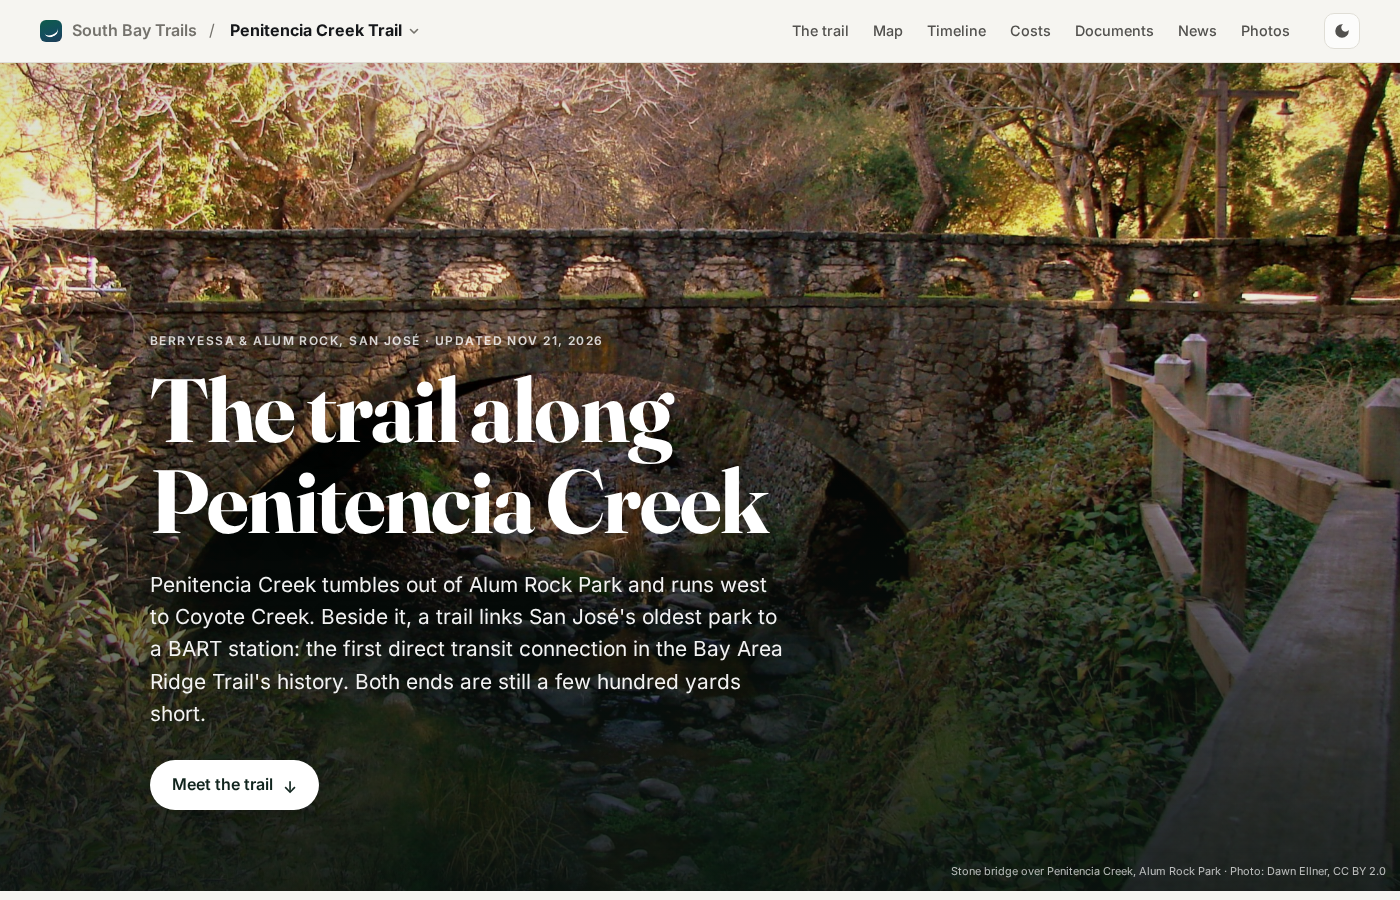 South Bay Trails / Penitencia Creek Trail
The trail Map Timeline Costs Documents News Photos
BERRYESSA & ALUM ROCK, SAN JOSÉ · UPDATED NOV 21, 2026
The trail along
Penitencia Creek
Penitencia Creek tumbles out of Alum Rock Park and runs west
to Coyote Creek. Beside it, a trail links San José's oldest park to
a BART station: the first direct transit connection in the Bay Area
Ridge Trail's history. Both ends are still a few hundred yards
short.
Meet the trail ↓
Stone bridge over Penitencia Creek, Alum Rock Park · Photo: Dawn Ellner, CC BY 2.0